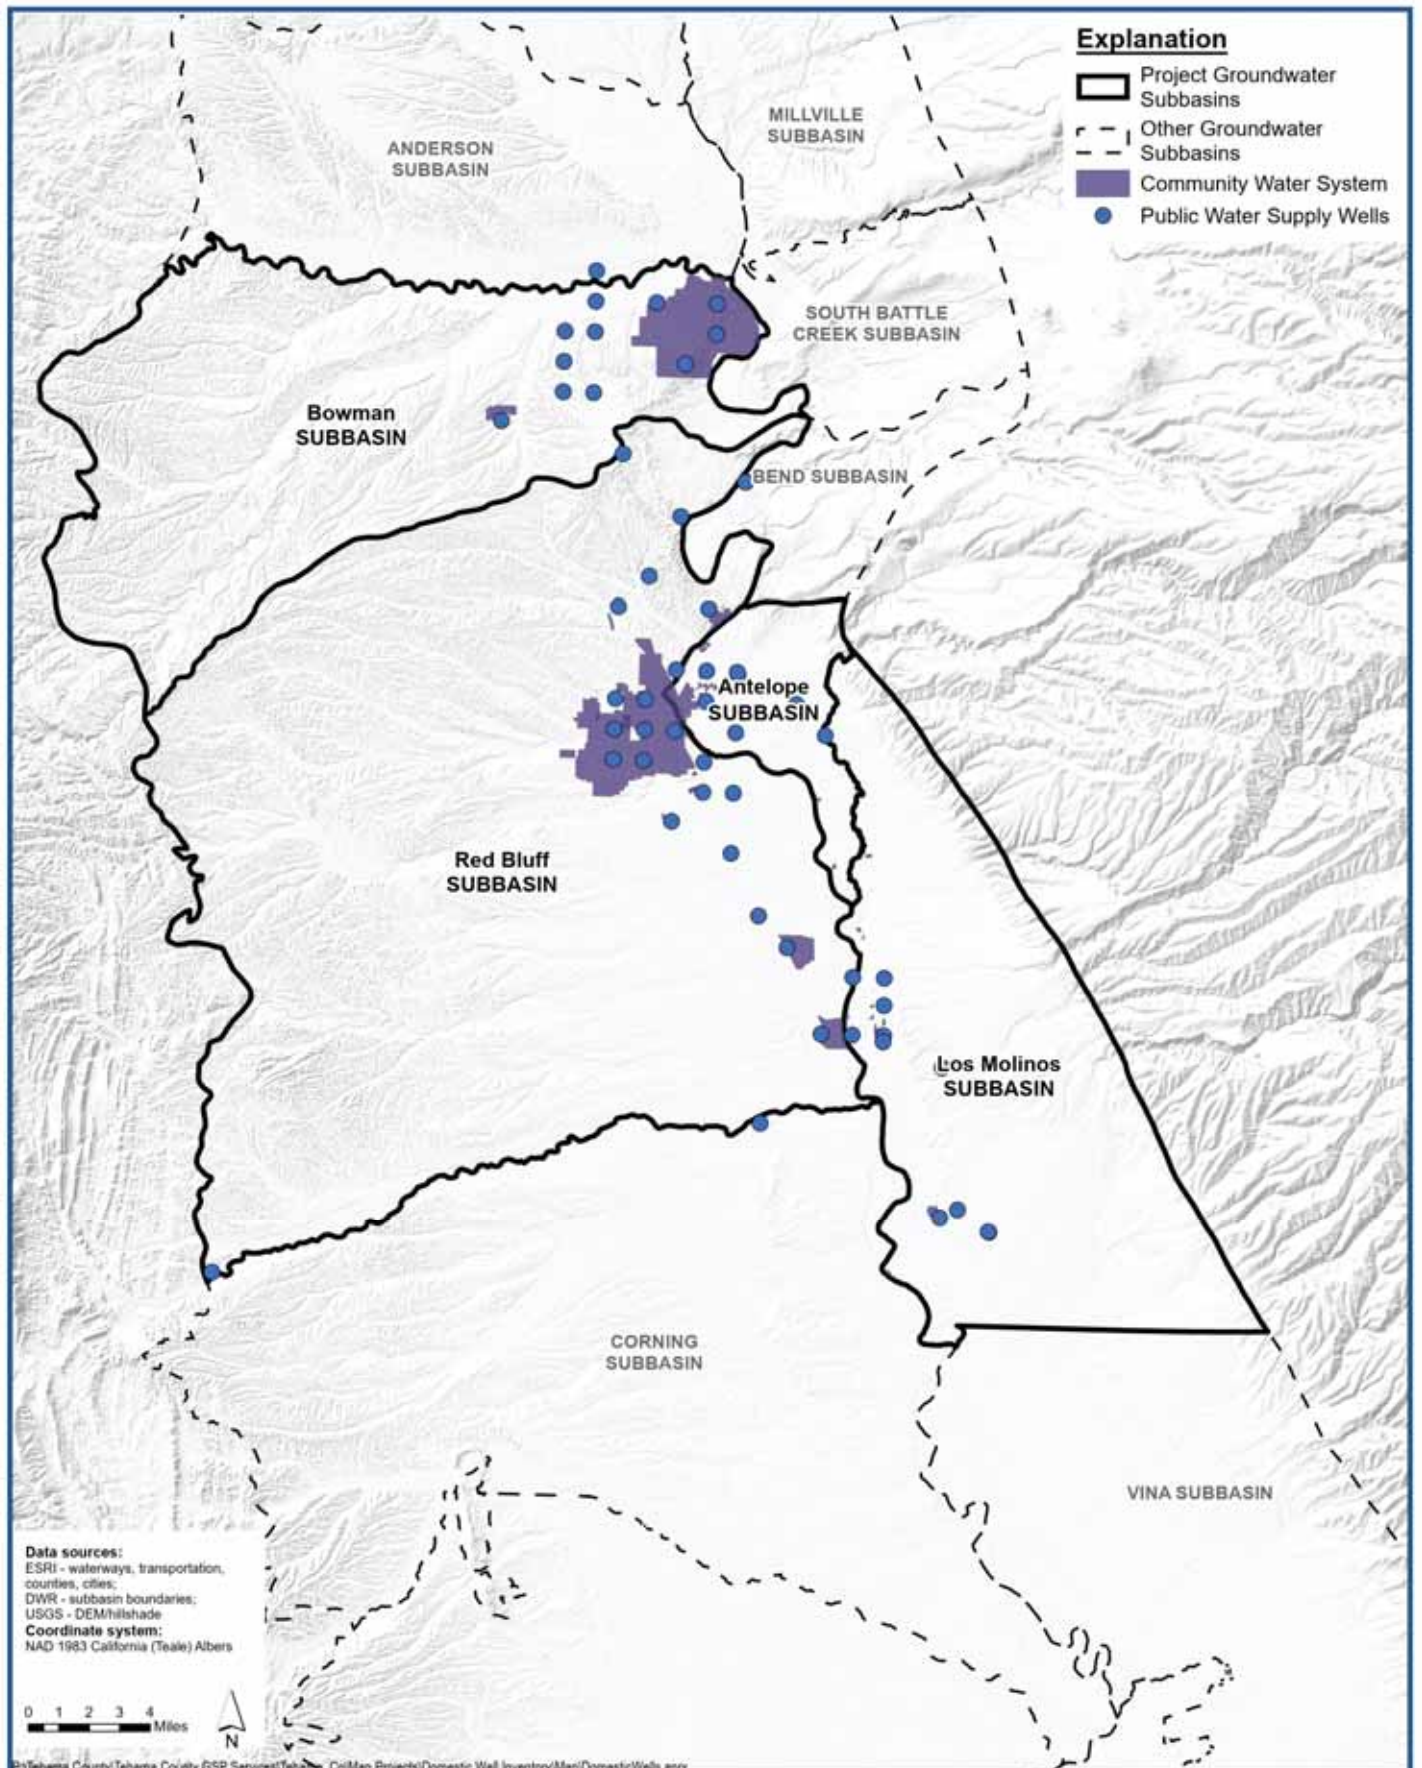 Explanation
Project Groundwater
Subbasins
Other Groundwater
Subbasins
Community Water System
Public Water Supply Wells
MILLVILLE
SUBBASIN
ANDERSON
SUBBASIN
SOUTH BATTLE
CREEK SUBBASIN
Bowman
SUBBASIN
BEND SUBBASIN
Antelope
SUBBASIN
Red Bluff
SUBBASIN
Los Molinos
SUBBASIN
CORNING
SUBBASIN
VINA SUBBASIN
Data sources:
ESRI - waterways, transportation,
counties, cities;
DWR - subbasin boundaries;
USGS - DEM/hillshade
Coordinate system:
NAD 1983 California (Teale) Albers
0 1 2 3 4
Miles
N